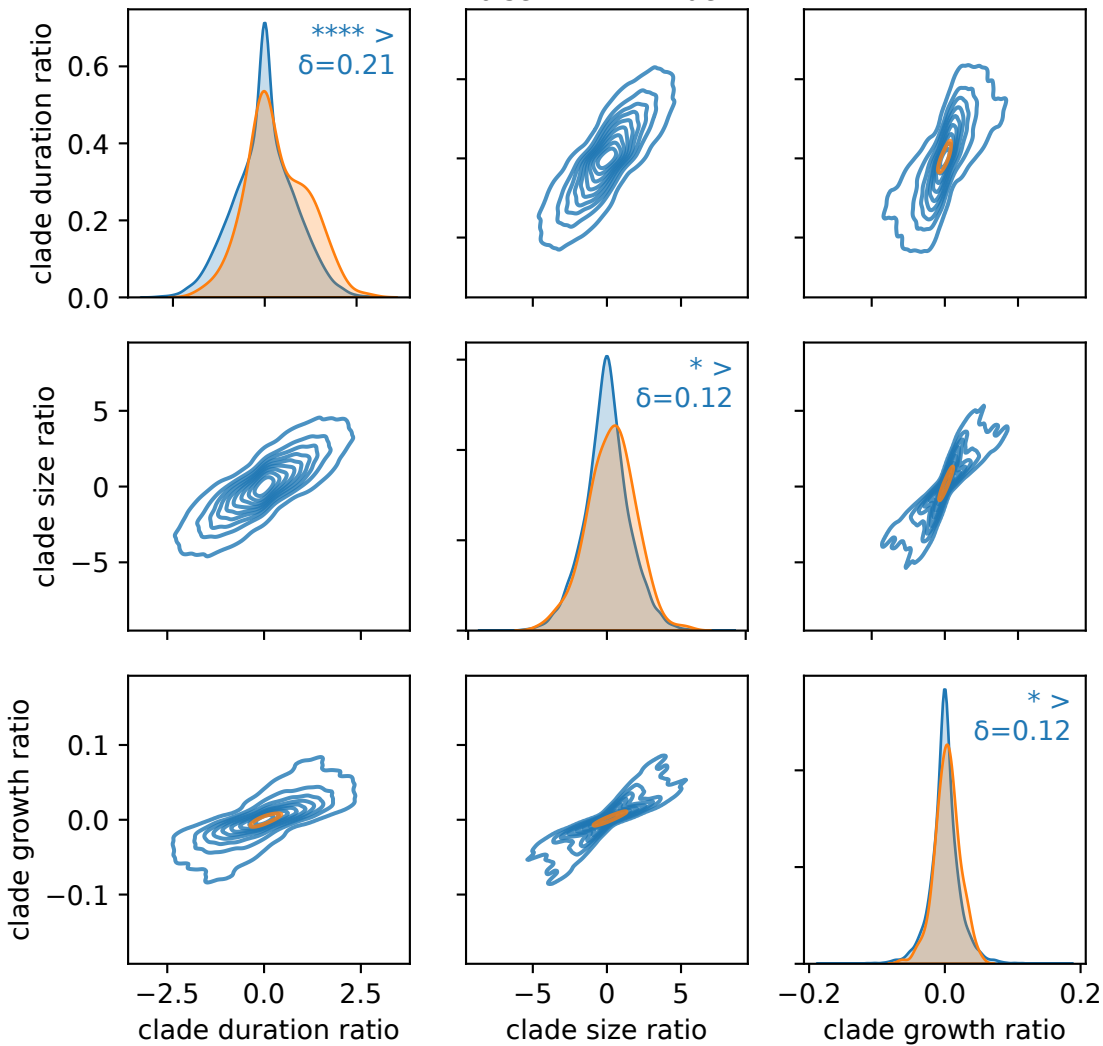 clade duration ratio
0.6
0.4
0.2
0.0
**** >
δ=0.21
clade size ratio
5
0
−5
* >
δ=0.12
clade growth ratio
0.1
0.0
−0.1
* >
δ=0.12
−2.5 0.0 2.5
−5 0 5
−0.2 0.0 0.2
clade duration ratio
clade size ratio
clade growth ratio